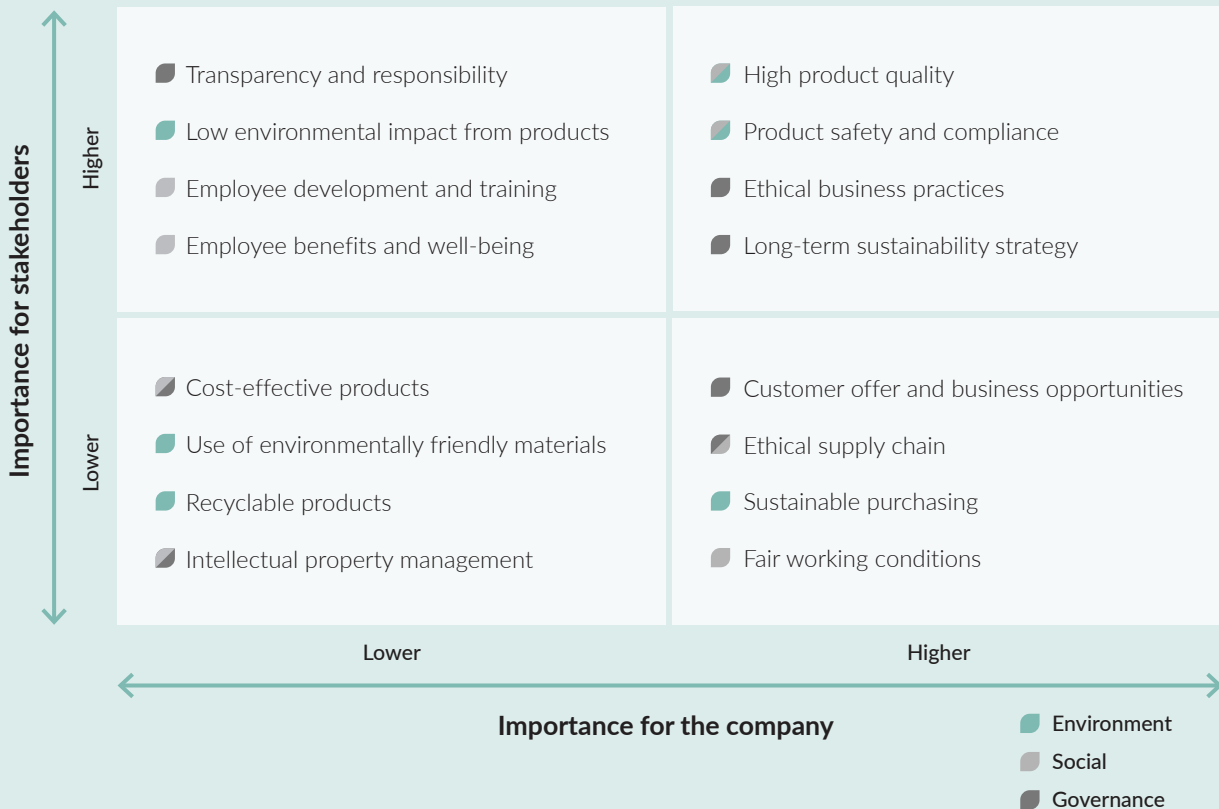 Importance for stakeholders
Higher
Lower
Transparency and responsibility
Low environmental impact from products
Employee development and training
Employee benefits and well-being
High product quality
Product safety and compliance
Ethical business practices
Long-term sustainability strategy
Cost-effective products
Use of environmentally friendly materials
Recyclable products
Intellectual property management
Customer offer and business opportunities
Ethical supply chain
Sustainable purchasing
Fair working conditions
Lower
Higher
Importance for the company
Environment
Social
Governance